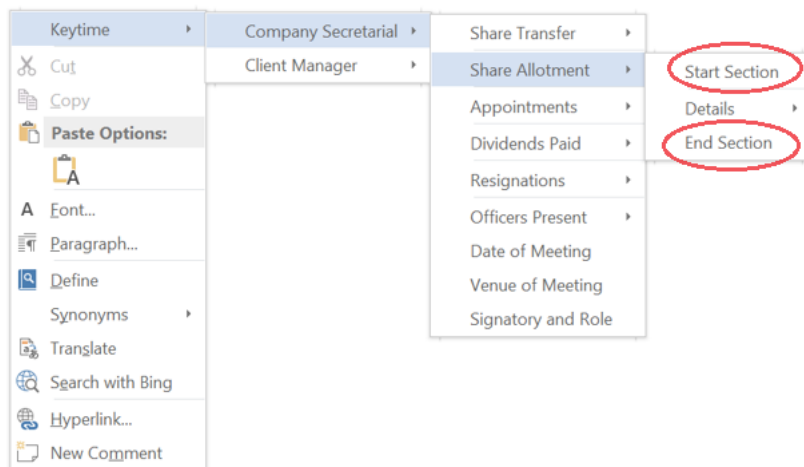 Keytime
Cut
Copy
Paste Options:
A
Font...
Paragraph...
Define
Synonyms
Translate
Search with Bing
Hyperlink...
New Comment
Company Secretarial
Client Manager
Share Transfer
Share Allotment
Appointments
Dividends Paid
Resignations
Officers Present
Date of Meeting
Venue of Meeting
Signatory and Role
Start Section
Details
End Section